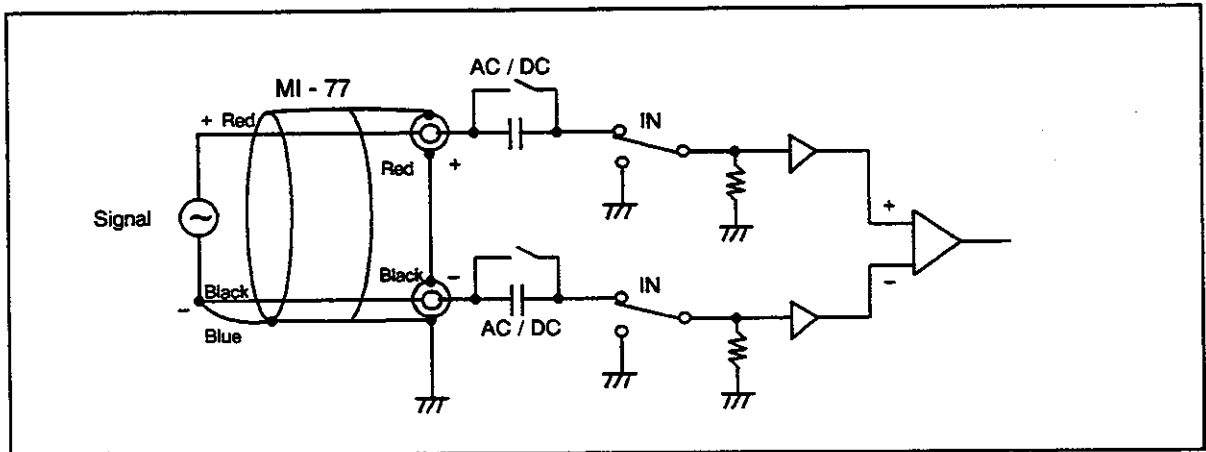 AC / DC
MI - 77
IN
+ Red
Red +
Signal
+
Black −
− Black
IN
−
Blue
AC / DC